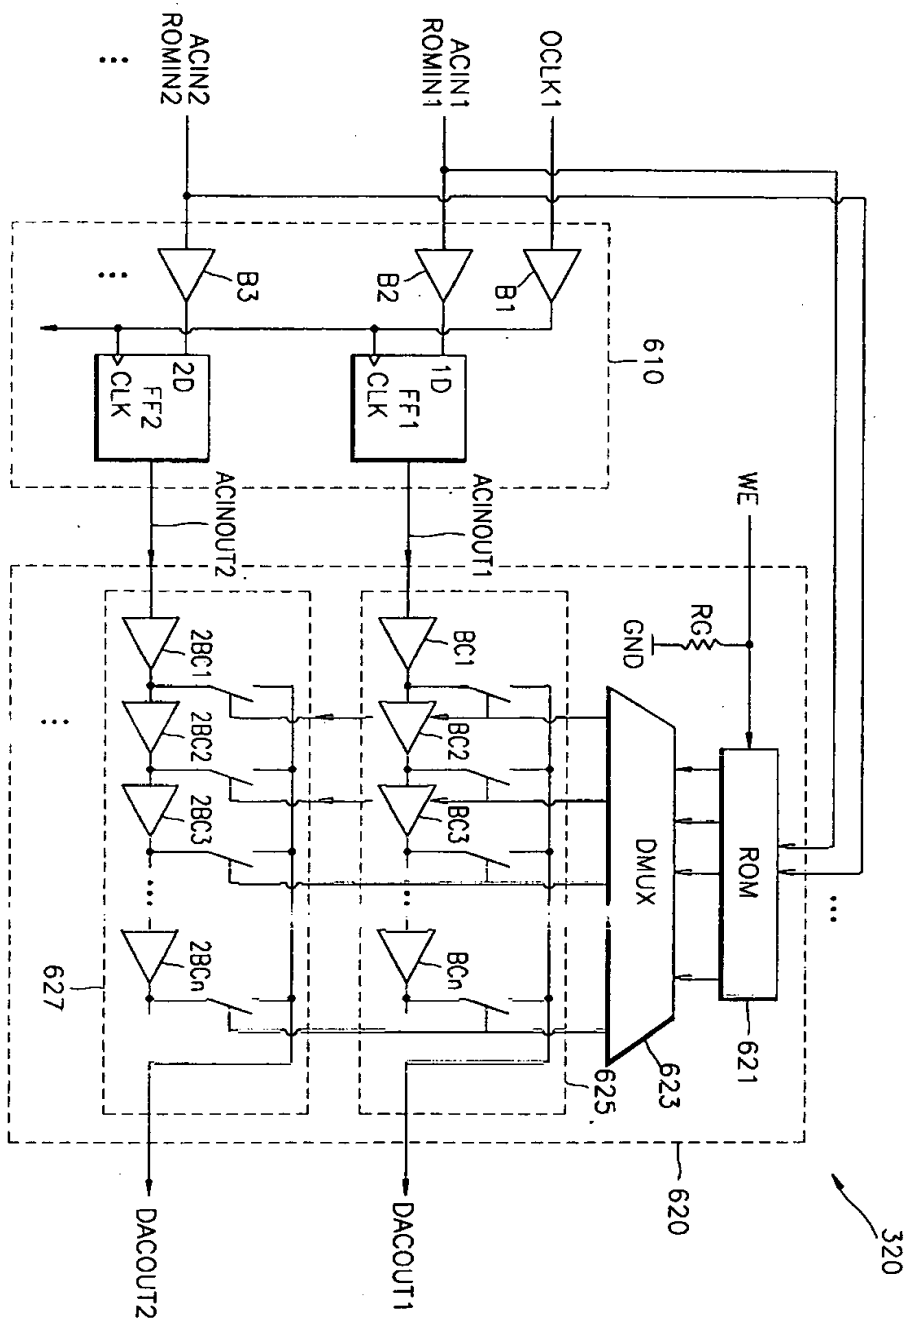 OCLK1
ACIN1
ROMIN1
ACIN2
ROMIN2
...
B1
B2
B3
...
610
1D
FF1
CLK
2D
FF2
CLK
ACINOUT1
ACINOUT2
WE
RG
GND
ROM
621
...
DMUX
623
BC1
BC2
BC3
...
BCn
625
2BC1
2BC2
2BC3
...
2BCn
627
...
620
320
DACOUT1
DACOUT2